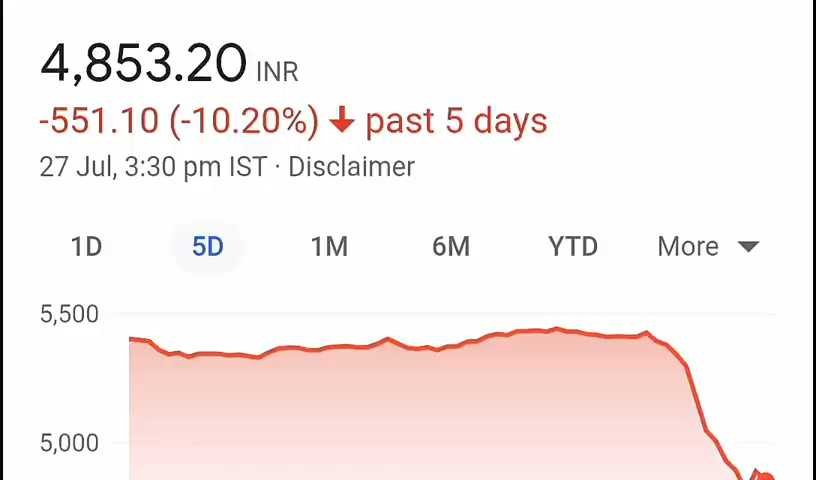 4,853.20 INR
-551.10 (-10.20%) ↓ past 5 days
27 Jul, 3:30 pm IST · Disclaimer
1D 5D 1M 6M YTD More
5,500
5,000